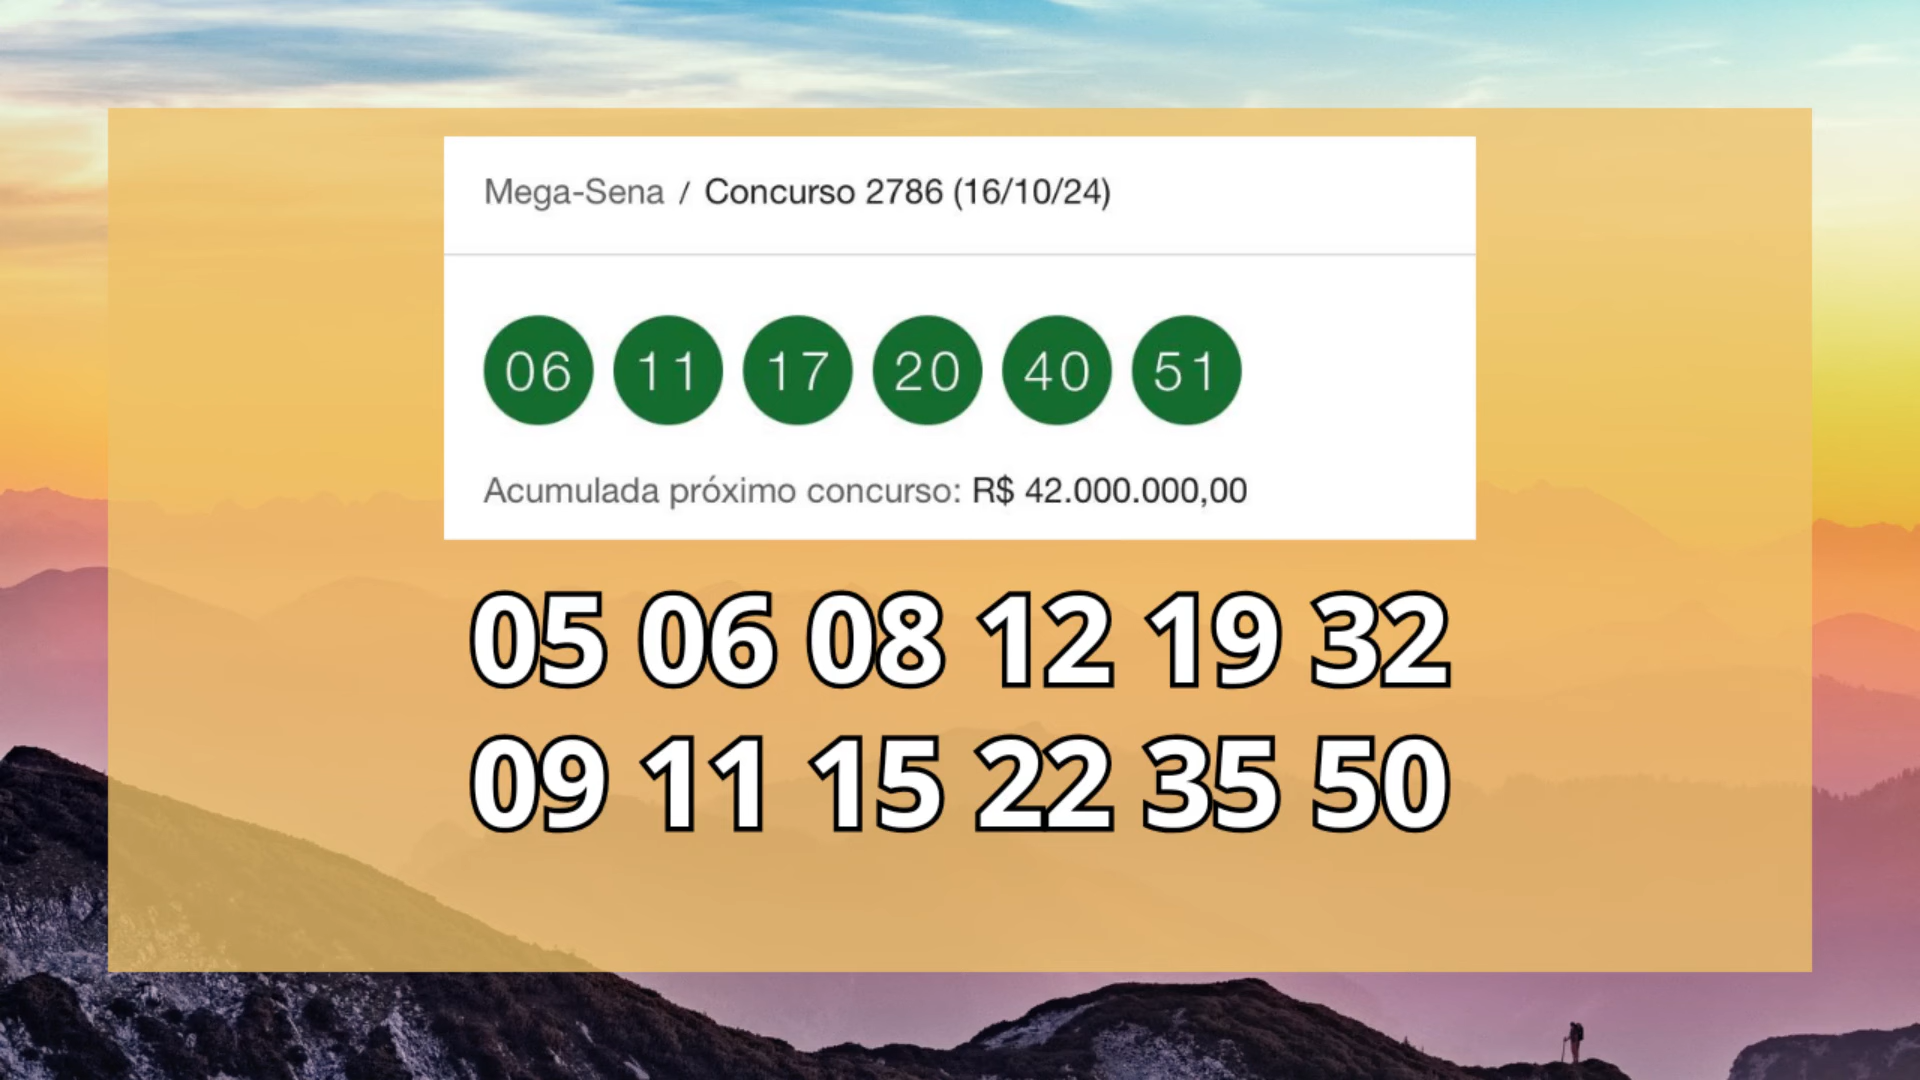 Mega-Sena / Concurso 2786 (16/10/24)
06 11 17 20 40 51
Acumulada próximo concurso: R$ 42.000.000,00
05 06 08 12 19 32
09 11 15 22 35 50